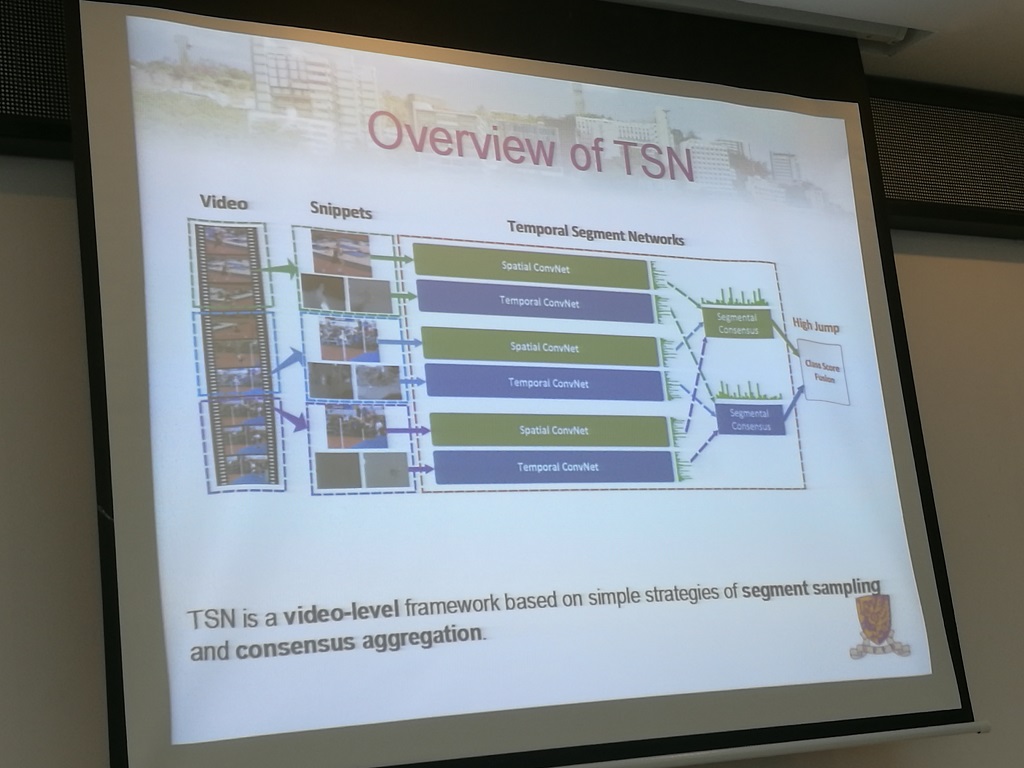 Overview of TSN
Video
Snippets
Temporal Segment Networks
Spatial ConvNet
Temporal ConvNet
Spatial ConvNet
Temporal ConvNet
Spatial ConvNet
Temporal ConvNet
Segmental
Consensus
Segmental
Consensus
High Jump
Class Score
Fusion
TSN is a video-level framework based on simple strategies of segment sampling
and consensus aggregation.